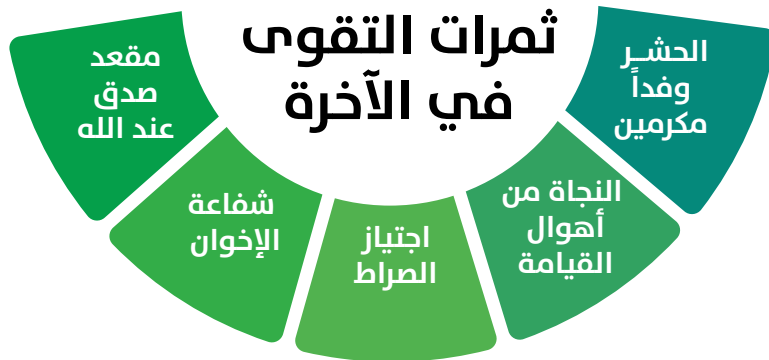 ثمرات التقوى
في الآخرة
الحشـر
وفداً
مكرمين
النجاة من
أهوال
القيامة
اجتياز
الصراط
شفاعة
الإخوان
مقعد
صدق
عند الله